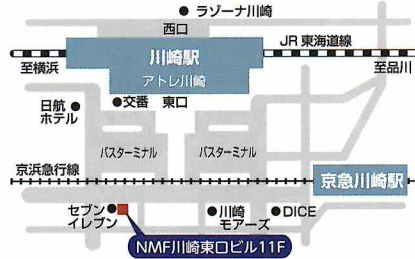 ラゾーナ川崎
西口
川崎駅
JR 東海道線
至横浜
至品川
アトレ川崎
交番 東口
日航
ホテル
バスターミナル バスターミナル
京浜急行線
京急川崎駅
セブン
イレブン
川崎
モアーズ
DICE
NMF川崎東口ビル11F